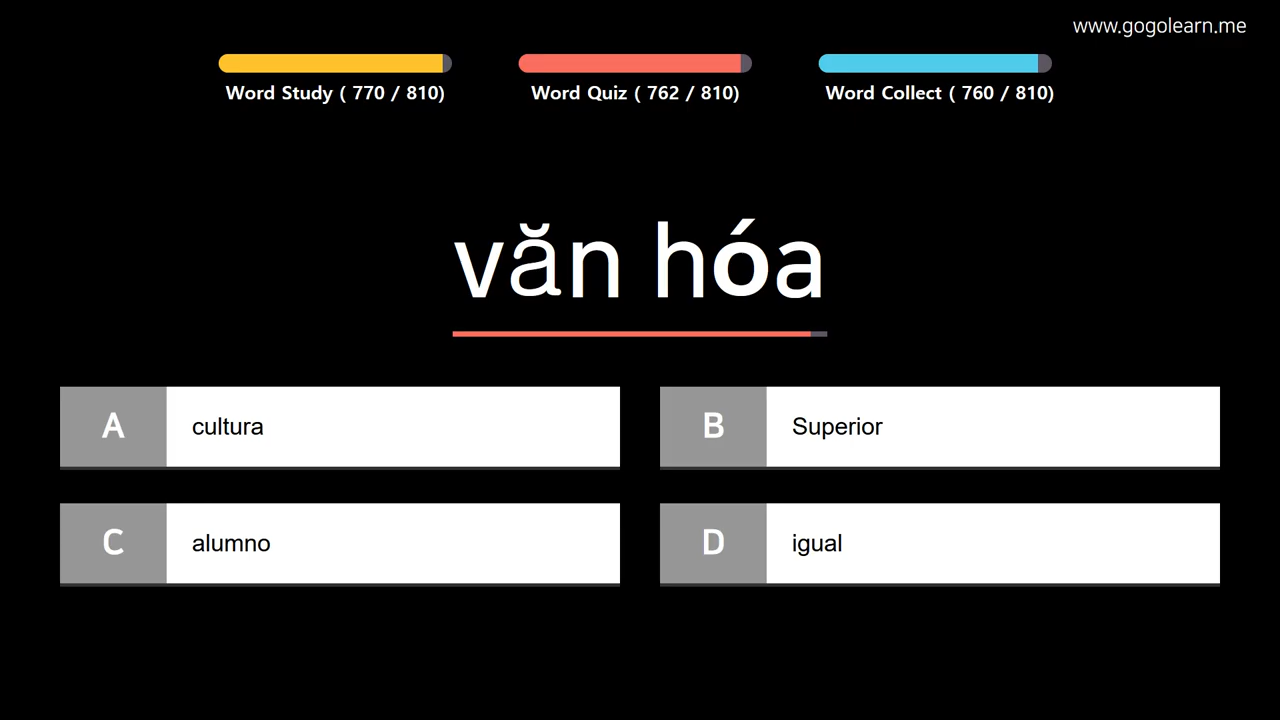 www.gogolearn.me
Word Study ( 770 / 810)
Word Quiz ( 762 / 810)
Word Collect ( 760 / 810)
văn hóa
A cultura
B Superior
C alumno
D igual